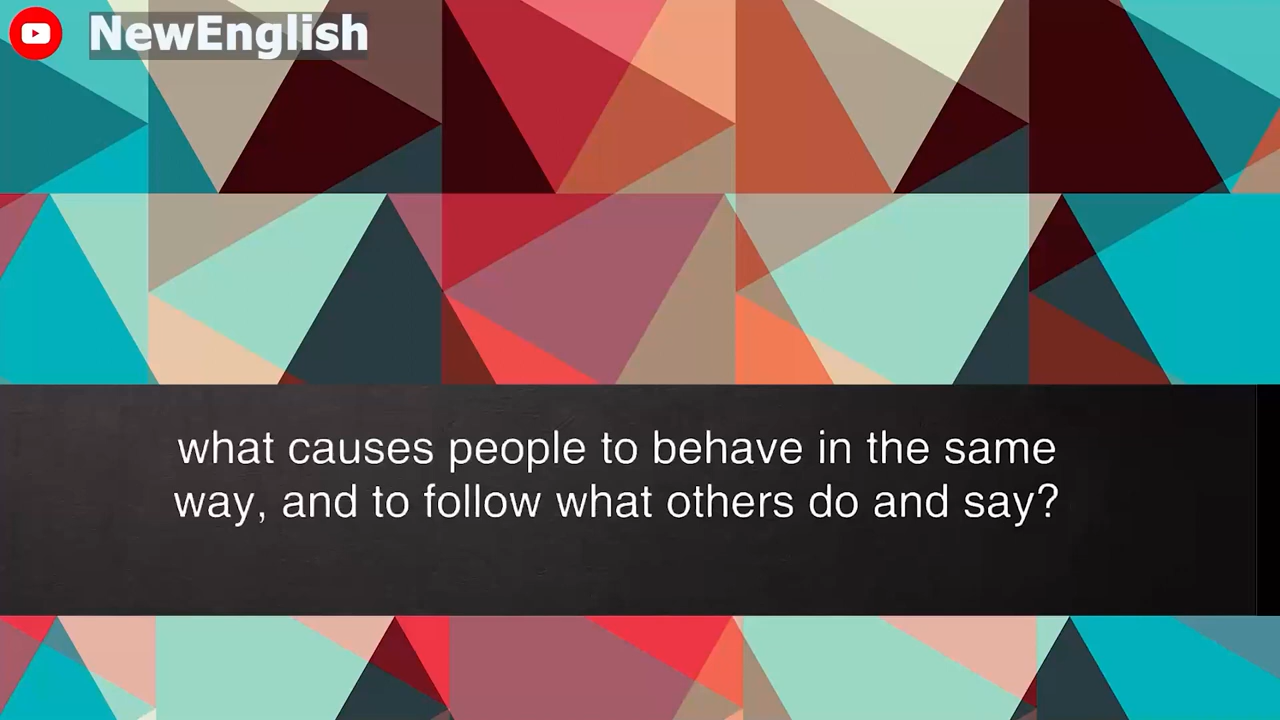 NewEnglish
what causes people to behave in the same
way, and to follow what others do and say?